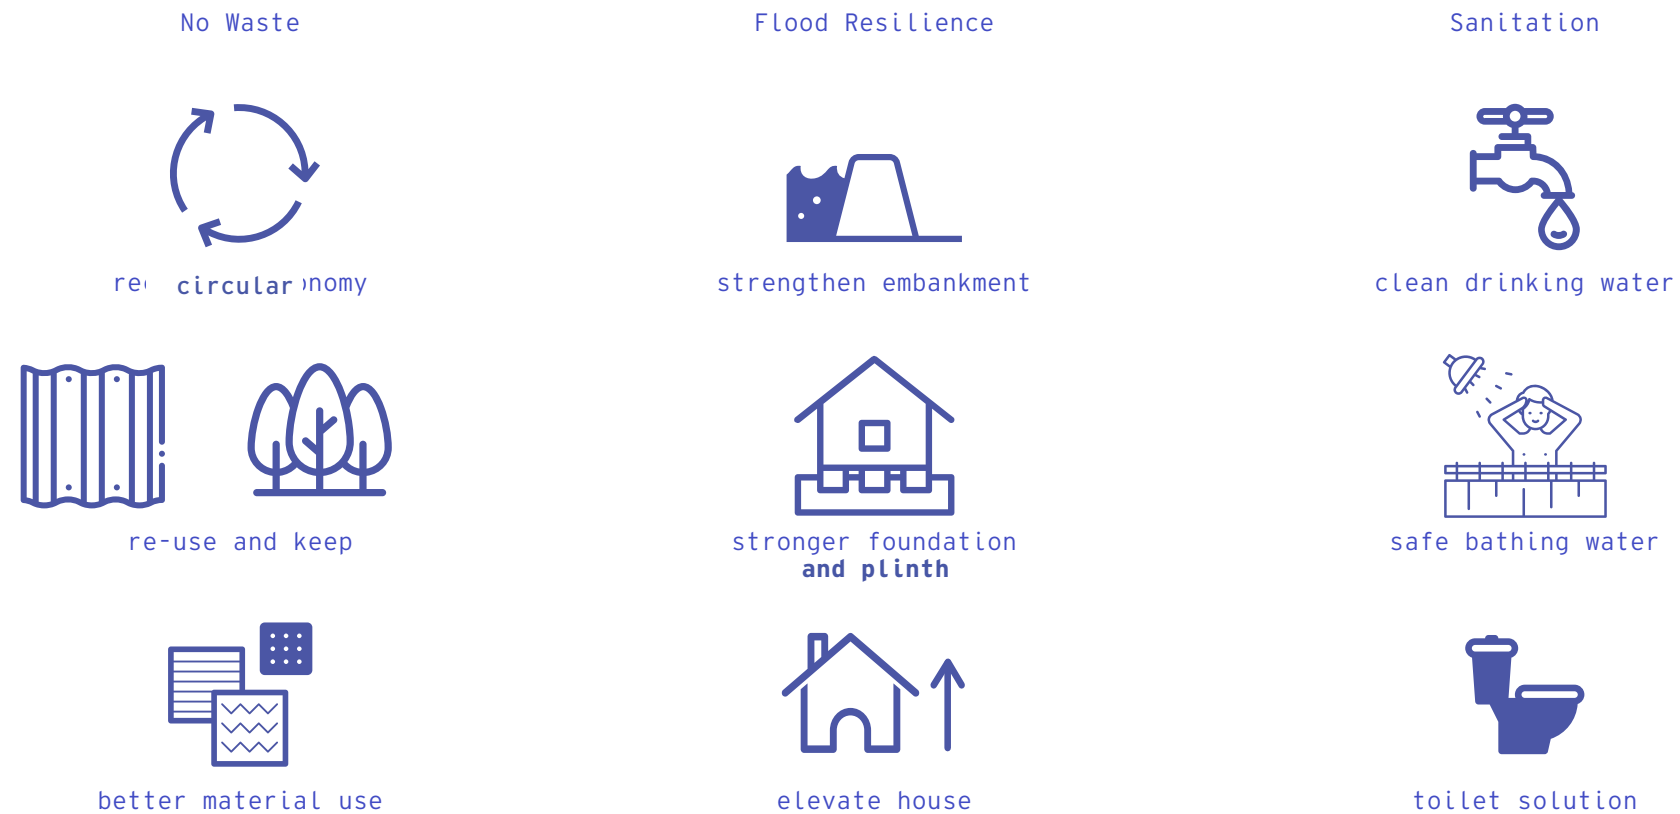 No Waste
Flood Resilience
Sanitation
circular
strengthen embankment
clean drinking water
re-use and keep
stronger foundation
and plinth
safe bathing water
better material use
elevate house
toilet solution